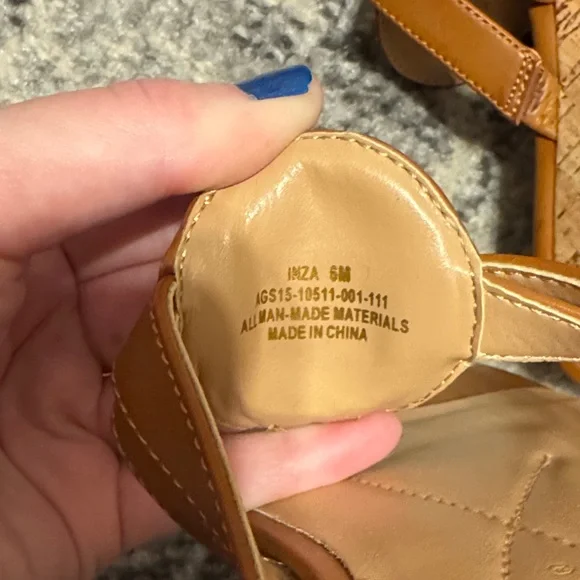 INZA 6M
AGS15-10511-001-111
ALL MAN-MADE MATERIALS
MADE IN CHINA